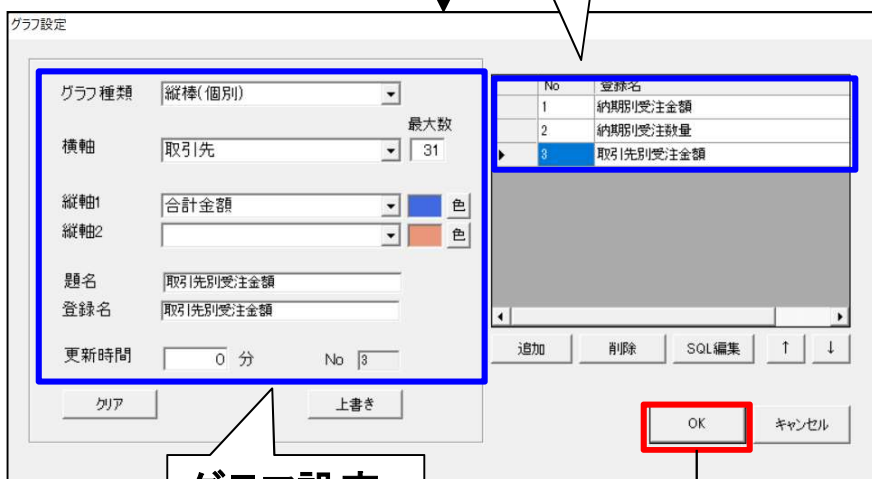 グラフ設定
グラフ種類 縦棒(個別)
最大数
横軸 取引先 31
縦軸1 合計金額 色
縦軸2 色
題名 取引先別受注金額
登録名 取引先別受注金額
更新時間 0 分 No 3
クリア 上書き
No 登録名
1 納期別受注金額
2 納期別受注数量
3 取引先別受注金額
追加 削除 SQL編集 ↑ ↓
OK キャンセル
グラフ設定